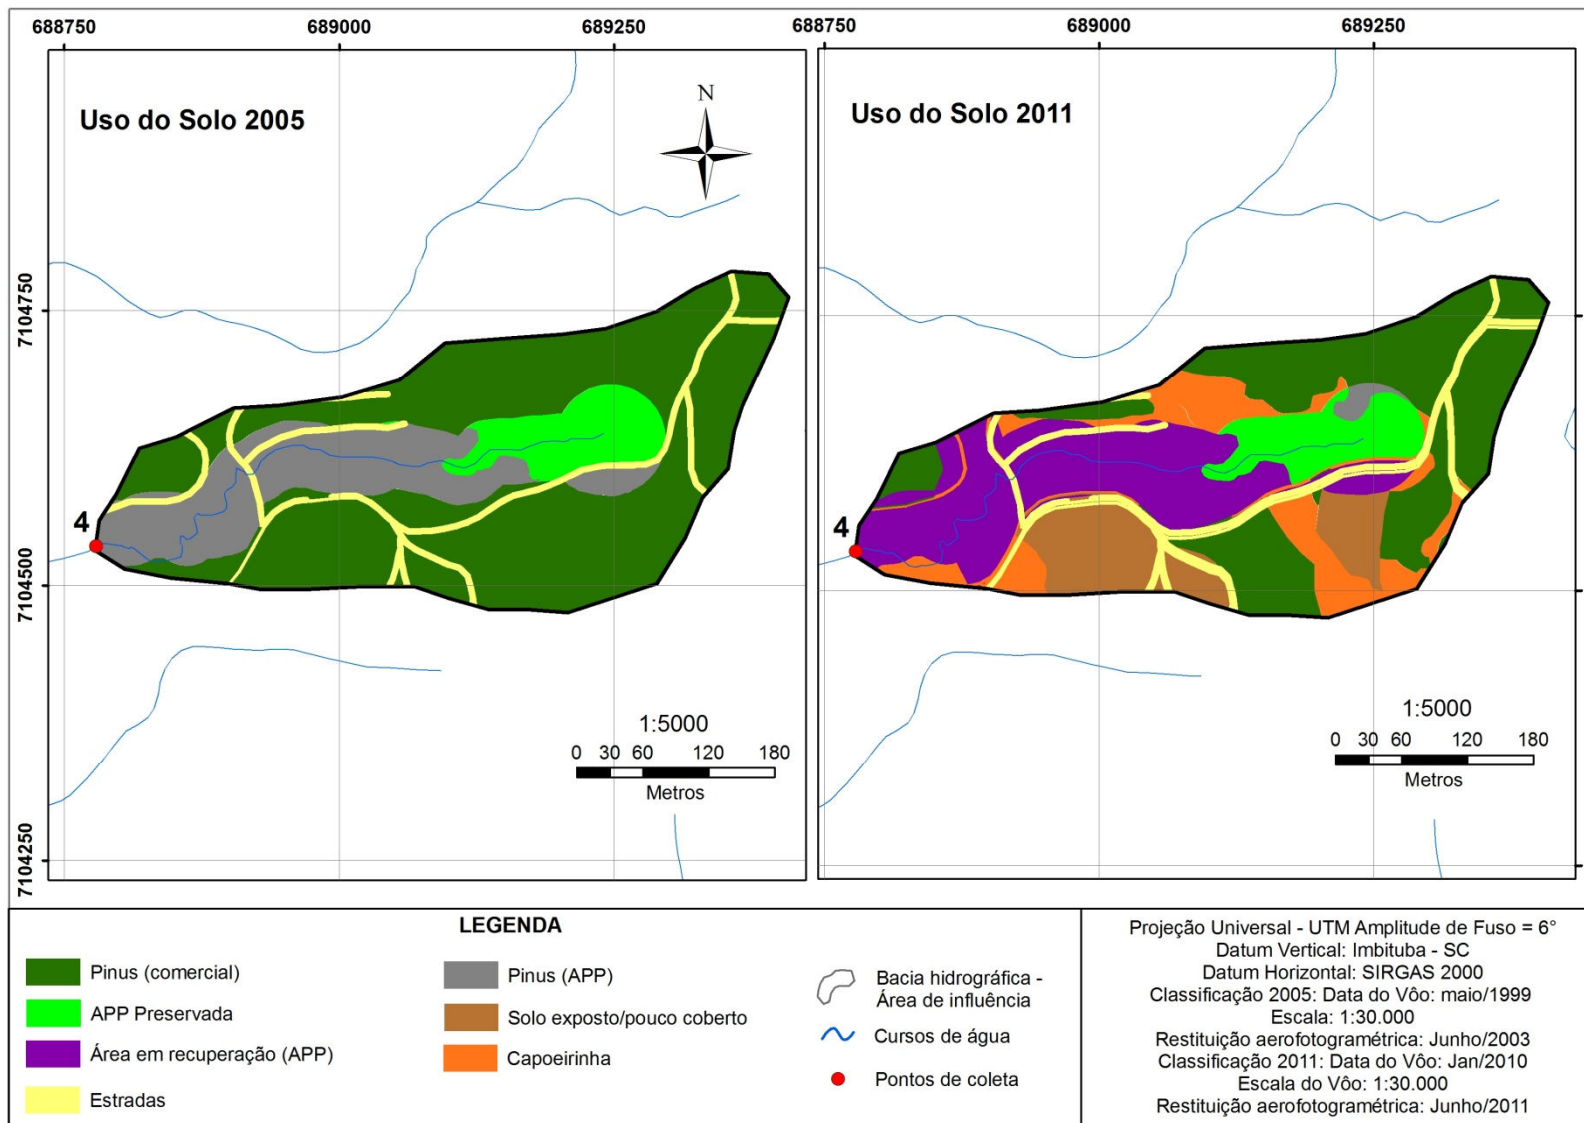 688750 689000 689250 688750 689000 689250
Uso do Solo 2005
N
Uso do Solo 2011
7104750
7104500
7104250
4
4
1:5000
0 30 60 120 180
Metros
1:5000
0 30 60 120 180
Metros
LEGENDA
Pinus (comercial)
APP Preservada
Área em recuperação (APP)
Estradas
Pinus (APP)
Solo exposto/pouco coberto
Capoeirinha
Bacia hidrográfica -
Área de influência
Cursos de água
Pontos de coleta
Projeção Universal - UTM Amplitude de Fuso = 6°
Datum Vertical: Imbituba - SC
Datum Horizontal: SIRGAS 2000
Classificação 2005: Data do Vôo: maio/1999
Escala: 1:30.000
Restituição aerofotogramétrica: Junho/2003
Classificação 2011: Data do Vôo: Jan/2010
Escala do Vôo: 1:30.000
Restituição aerofotogramétrica: Junho/2011